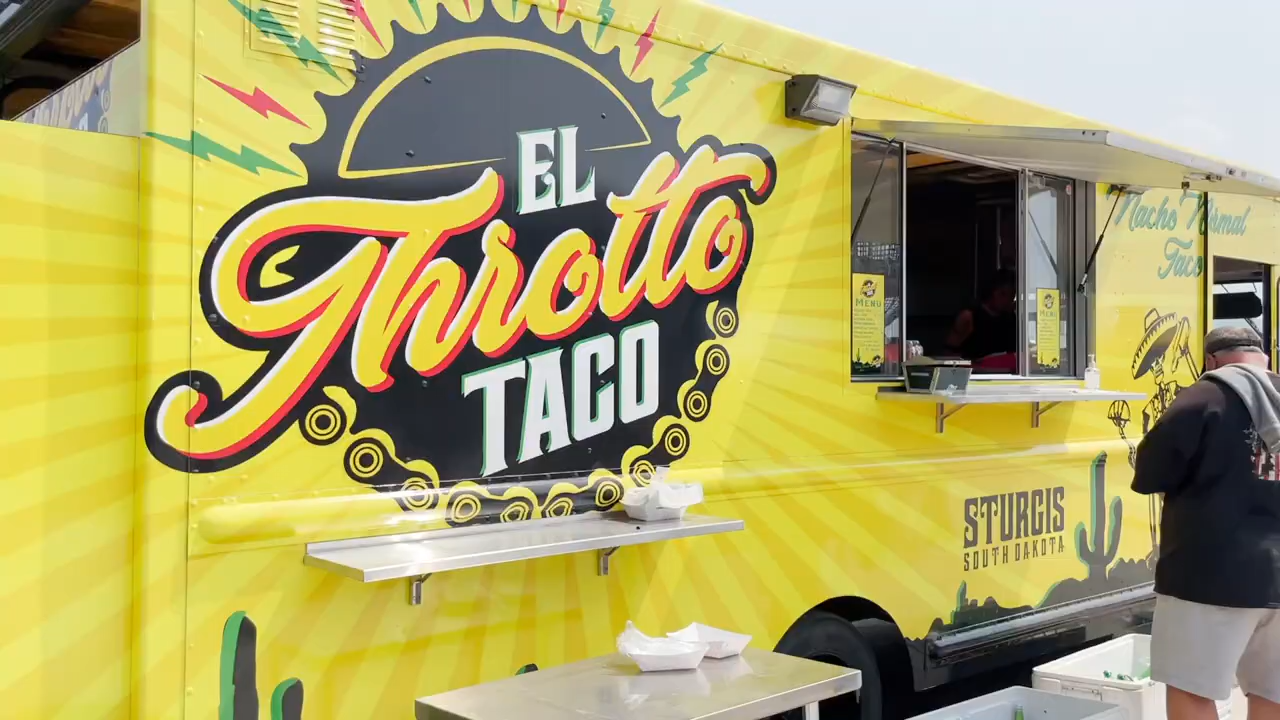 EL
Throtto
TACO
MENU
MENU
Nacho Normal
Taco
STURGIS
SOUTH DAKOTA